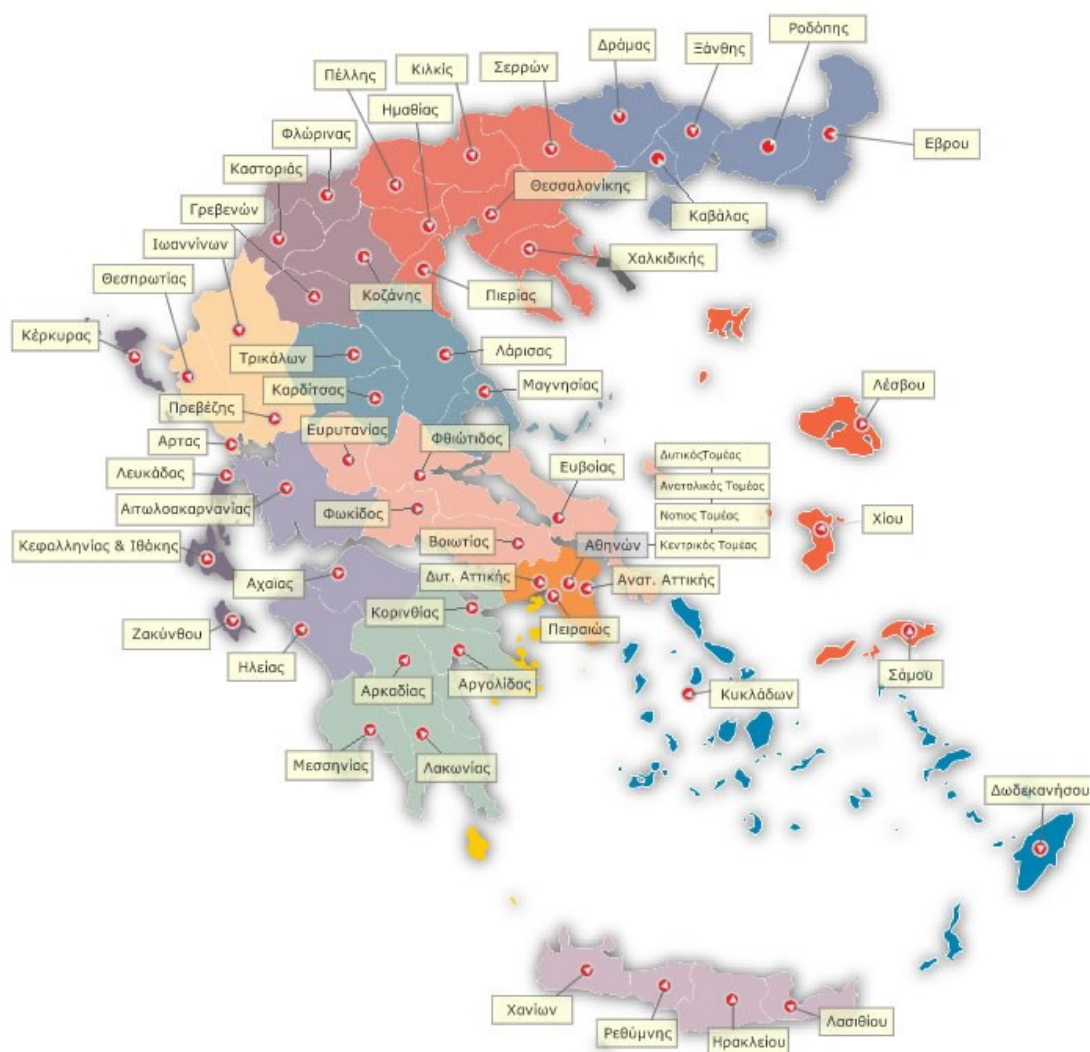 Ροδόπης
Δράμας
Ξάνθης
Κιλκίς
Σερρών
Πέλλης
Ημαθίας
Φλώρινας
Εβρου
Καστοριάς
Θεσσαλονίκης
Γρεβενών
Καβάλας
Ιωαννίνων
Χαλκιδικής
Θεσπρωτίας
Κοζάνης
Πιερίας
Κέρκυρας
Τρικάλων
Λάρισας
Καρδίτσας
Μαγνησίας
Λέσβου
Πρεβέζης
Ευρυτανίας
Φθιώτιδος
Αρτας
ΔυτικόςΤομέας
Λευκάδας
Ευβοίας
Ανατολικός Τομέας
Αιτωλοακαρνανίας
Φωκίδος
Νοτιος Τομέας
Χίου
Κεφαλληνίας & Ιθάκης
Βοιωτίας
Αθηνών
Κεντρικός Τομέας
Αχαϊας
Δυτ. Αττικής
Ανατ. Αττικής
Κορινθίας
Ζακύνθου
Πειραιώς
Ηλείας
Σάμου
Αρκαδίας
Αργολίδος
Κυκλάδων
Μεσσηνίας
Λακωνίας
Δωδεκανήσου
Χανίων
Ρεθύμνης
Ηρακλείου
Λασιθίου